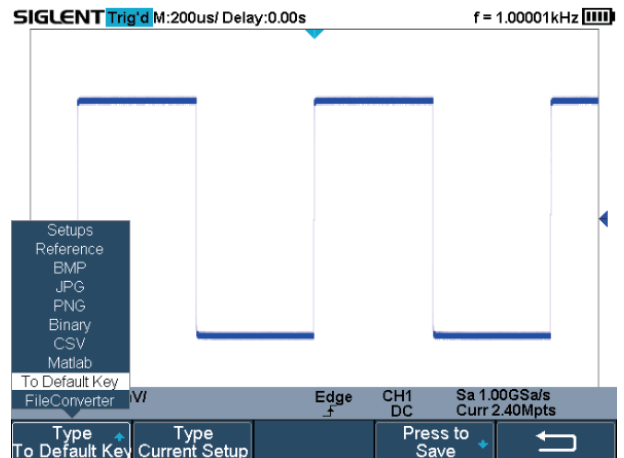 SIGLENT Trig'd M:200us/ Delay:0.00s f = 1.00001kHz
Setups
Reference
BMP
JPG
PNG
Binary
CSV
Matlab
To Default Key
FileConverter V/ Edge CH1 Sa 1.00GSa/s
DC Curr 2.40Mpts
Type Type Press to
To Default Key Current Setup Save